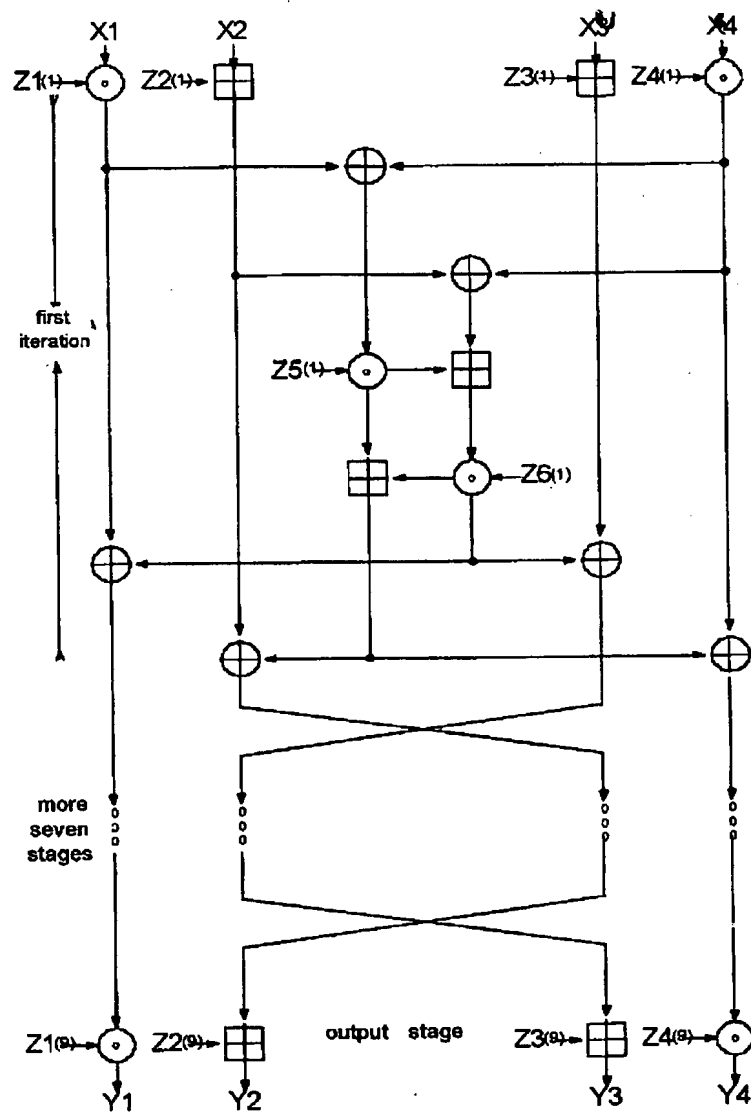 X1 X2 X3 X4
Z1(1) Z2(1) Z3(1) Z4(1)
first
iteration
Z5(1)
Z6(1)
more
seven
stages
output stage
Z1(9) Z2(9) Z3(9) Z4(9)
Y1 Y2 Y3 Y4